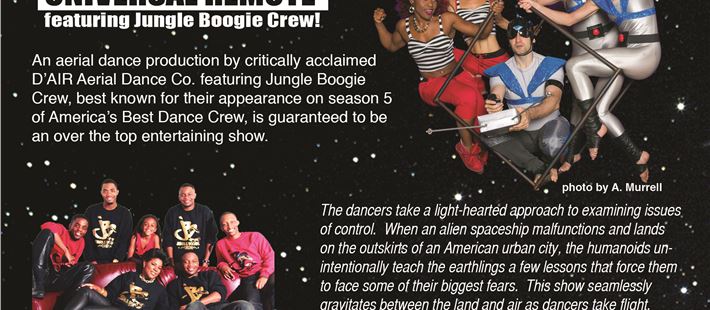 UNIVERSAL REMOTE
featuring Jungle Boogie Crew!
An aerial dance production by critically acclaimed
D'AIR Aerial Dance Co. featuring Jungle Boogie
Crew, best known for their appearance on season 5
of America's Best Dance Crew, is guaranteed to be
an over the top entertaining show.
photo by A. Murrell
The dancers take a light-hearted approach to examining issues
of control. When an alien spaceship malfunctions and lands
on the outskirts of an American urban city, the humanoids un-
intentionally teach the earthlings a few lessons that force them
to face some of their biggest fears. This show seamlessly
gravitates between the land and air as dancers take flight.